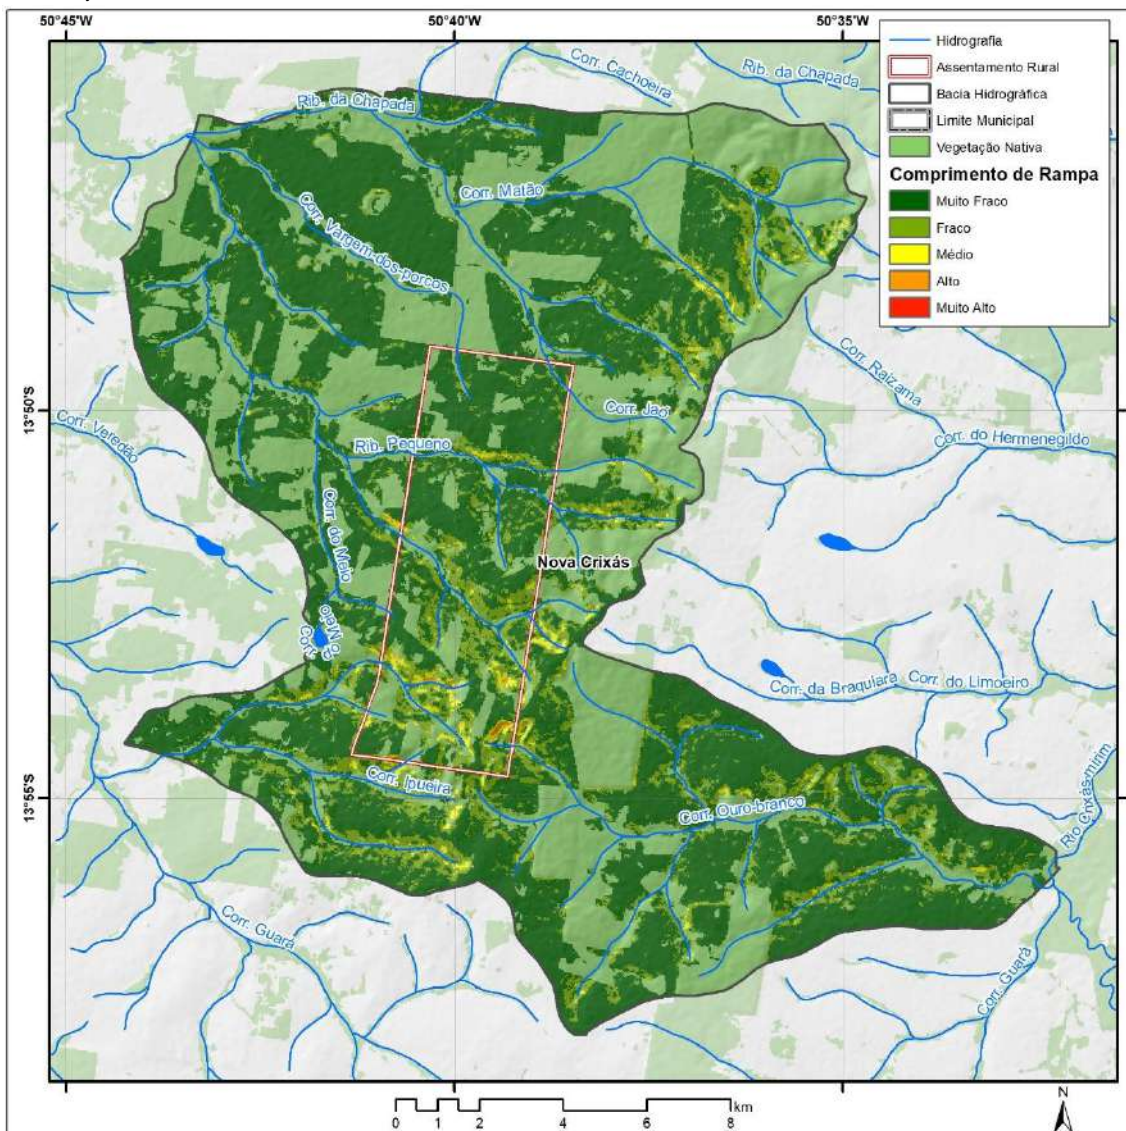 50°45'W
50°40'W
50°35'W
Hidrografia
Assentamento Rural
Bacia Hidrográfica
Limite Municipal
Vegetação Nativa
Comprimento de Rampa
Muito Fraco
Fraco
Médio
Alto
Muito Alto
Corr. Cachoeira
Rib. da Chapada
Rib. da Chapada
Corr. Matão
Corr. Vargem-dos-porcos
Corr. Raizama
13°50'S
Corr. Jaó
Corr. Veredão
Rib. Pequeno
Corr. do Hermenegildo
Corr. do Meio
Nova Crixás
Corr. do Meio
Corr. da Braquiara
Corr. do Limoeiro
Corr. Ipueira
13°55'S
Corr. Ouro-branco
Rio Crixás-mirim
Corr. Guará
Corr. Guará
km
0 1 2 4 6 8
N